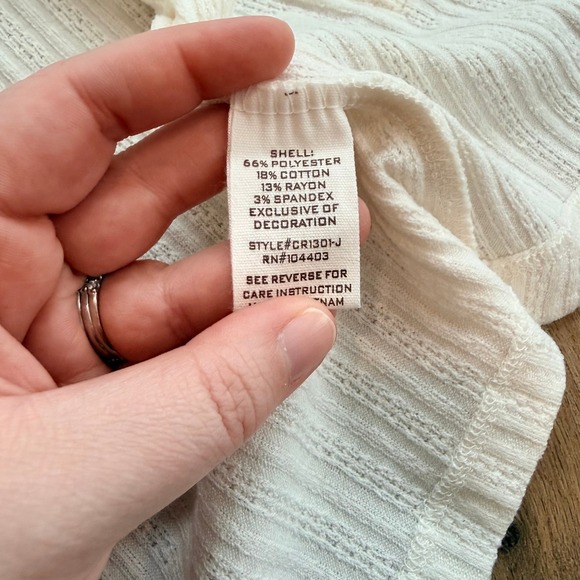 SHELL:
66% POLYESTER
18% COTTON
13% RAYON
3% SPANDEX
EXCLUSIVE OF
DECORATION
STYLE#CR1301-J
RN#104403
SEE REVERSE FOR
CARE INSTRUCTION